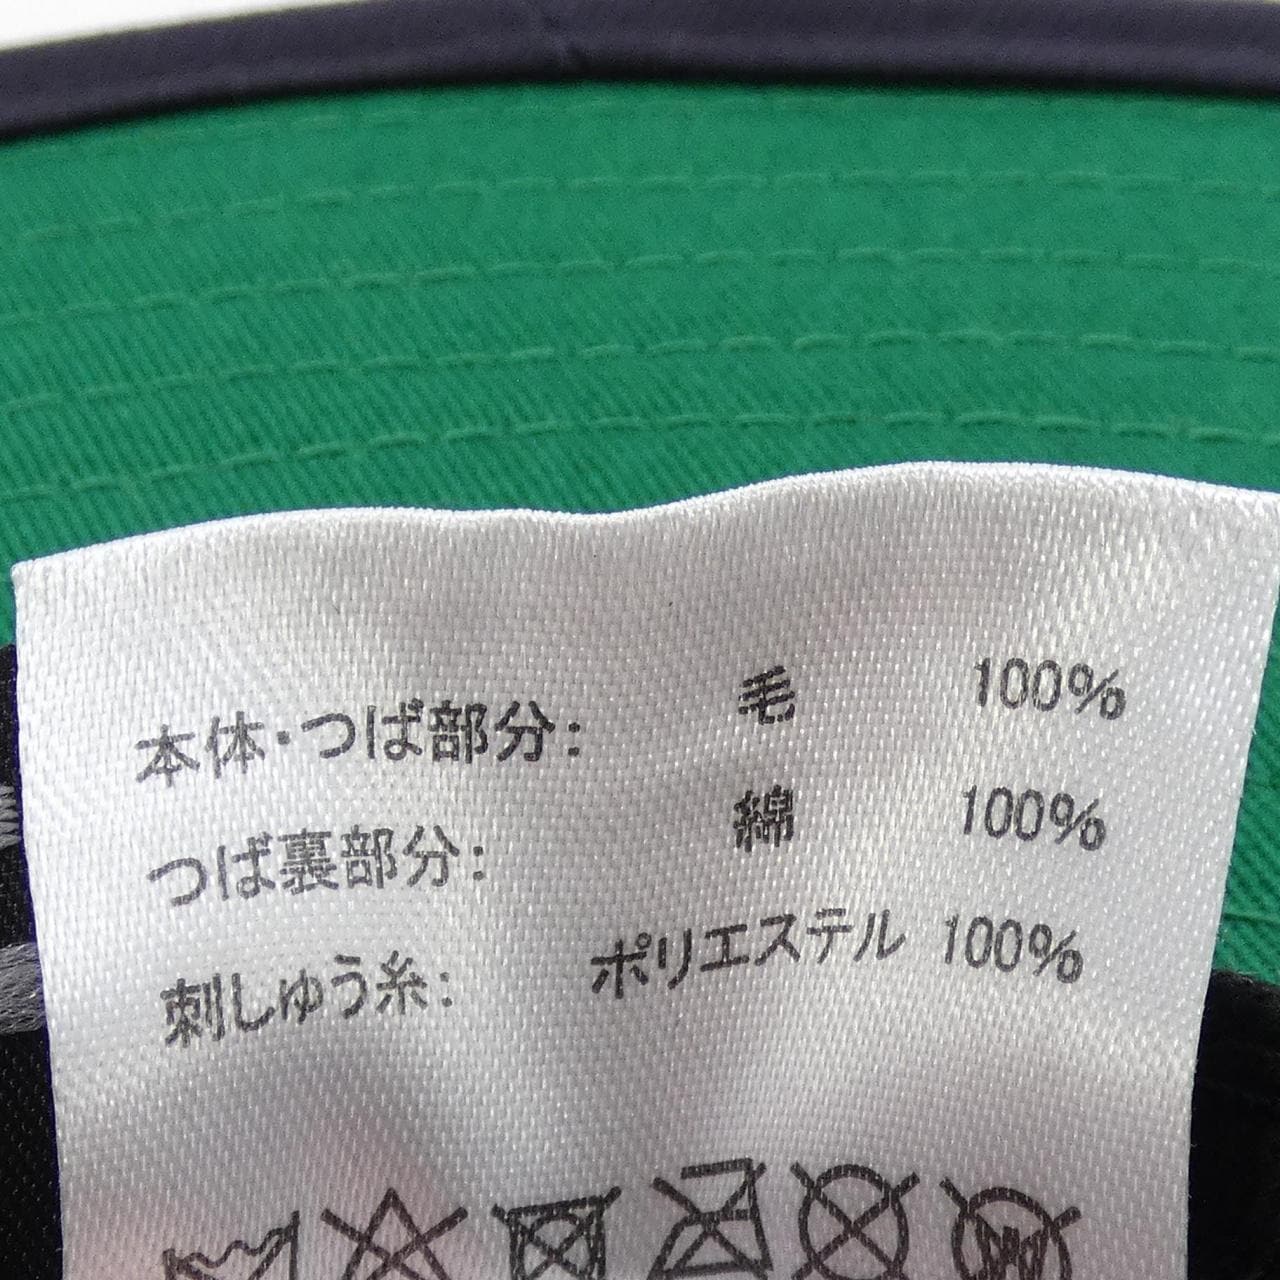 本体・つば部分: 毛 100%
つば裏部分: 綿 100%
刺しゅう糸: ポリエステル 100%